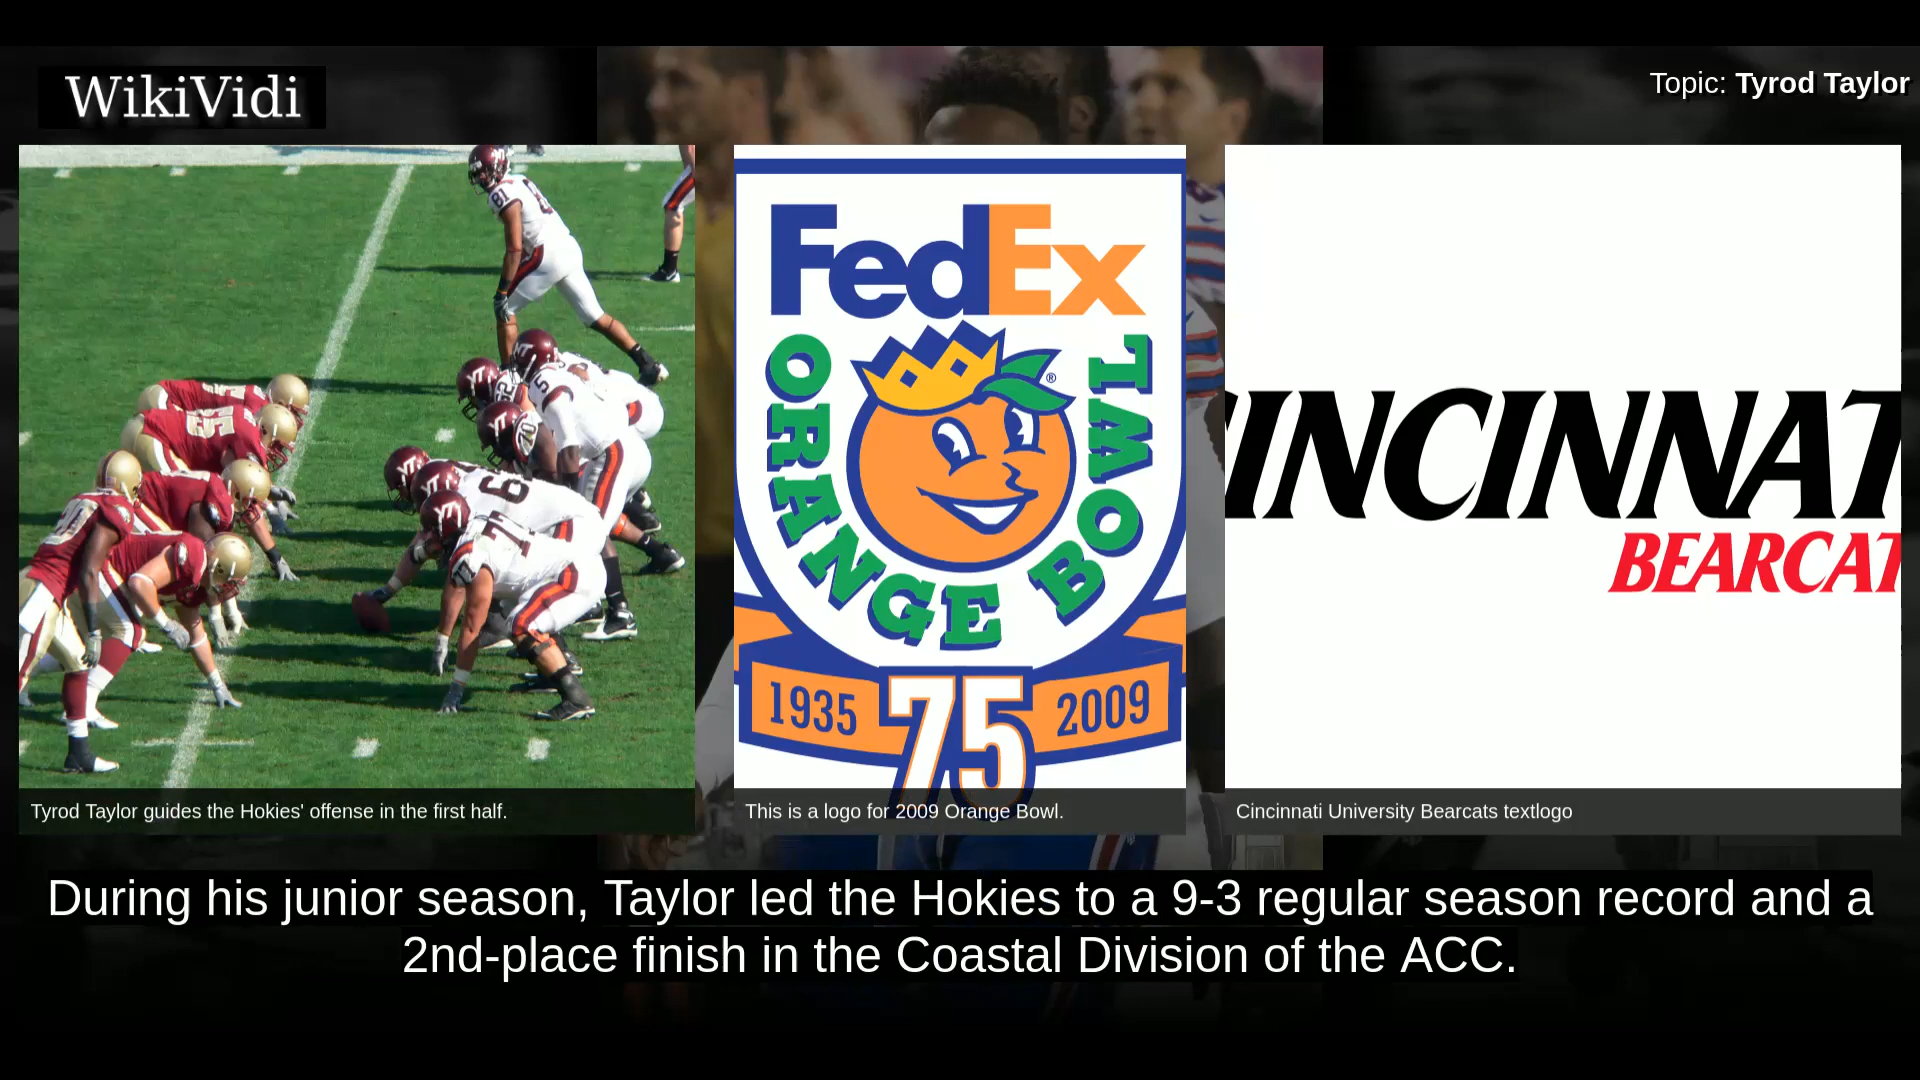 WikiVidi
Topic: Tyrod Taylor
81
FedEx
ORANGE BOWL
®
1935 75 2009
INCINNAT
BEARCAT
Tyrod Taylor guides the Hokies' offense in the first half.
This is a logo for 2009 Orange Bowl.
Cincinnati University Bearcats textlogo
During his junior season, Taylor led the Hokies to a 9-3 regular season record and a
2nd-place finish in the Coastal Division of the ACC.